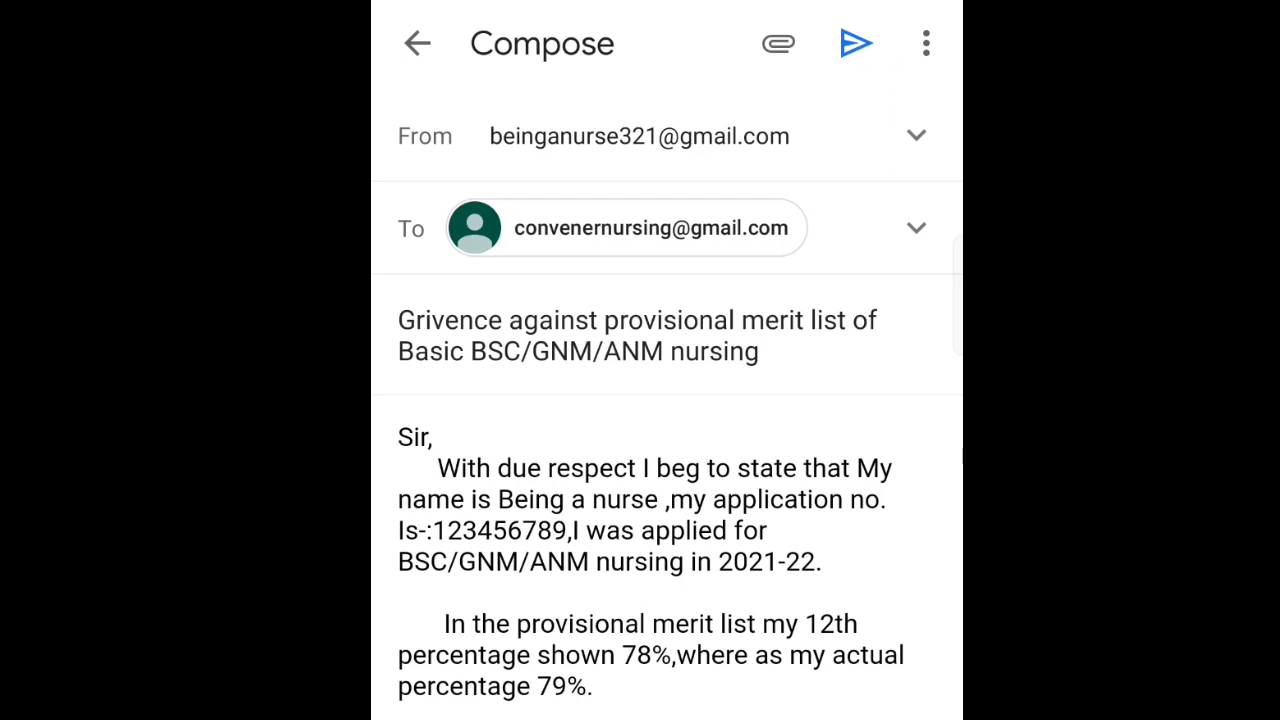 Compose
From beinganurse321@gmail.com
To convenernursing@gmail.com
Grivence against provisional merit list of
Basic BSC/GNM/ANM nursing
Sir,
With due respect I beg to state that My
name is Being a nurse ,my application no.
Is-:123456789,I was applied for
BSC/GNM/ANM nursing in 2021-22.
In the provisional merit list my 12th
percentage shown 78%,where as my actual
percentage 79%.